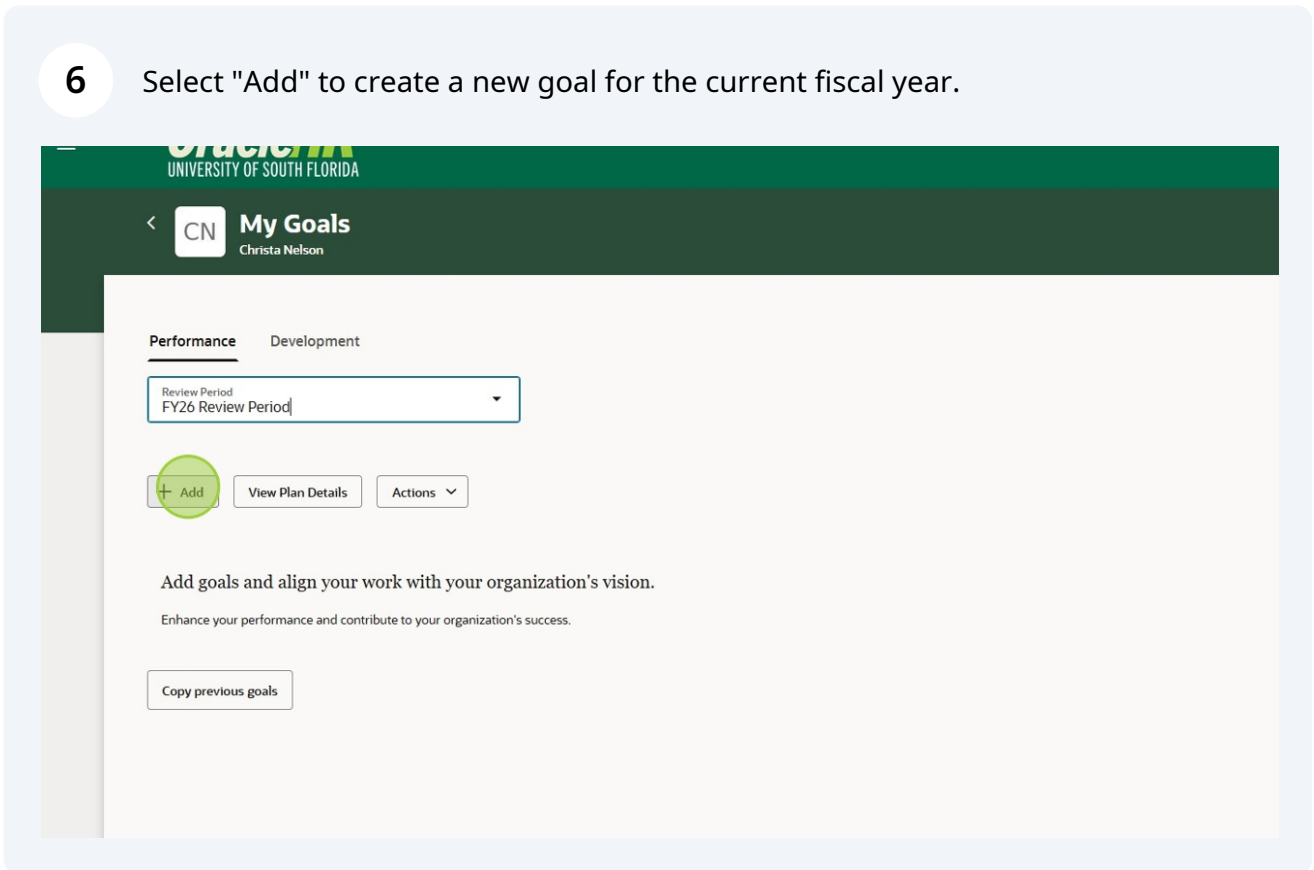 6 Select "Add" to create a new goal for the current fiscal year.
OracleHR
UNIVERSITY OF SOUTH FLORIDA
CN My Goals
Christa Nelson
Performance Development
Review Period
FY26 Review Period
+ Add View Plan Details Actions
Add goals and align your work with your organization's vision.
Enhance your performance and contribute to your organization's success.
Copy previous goals